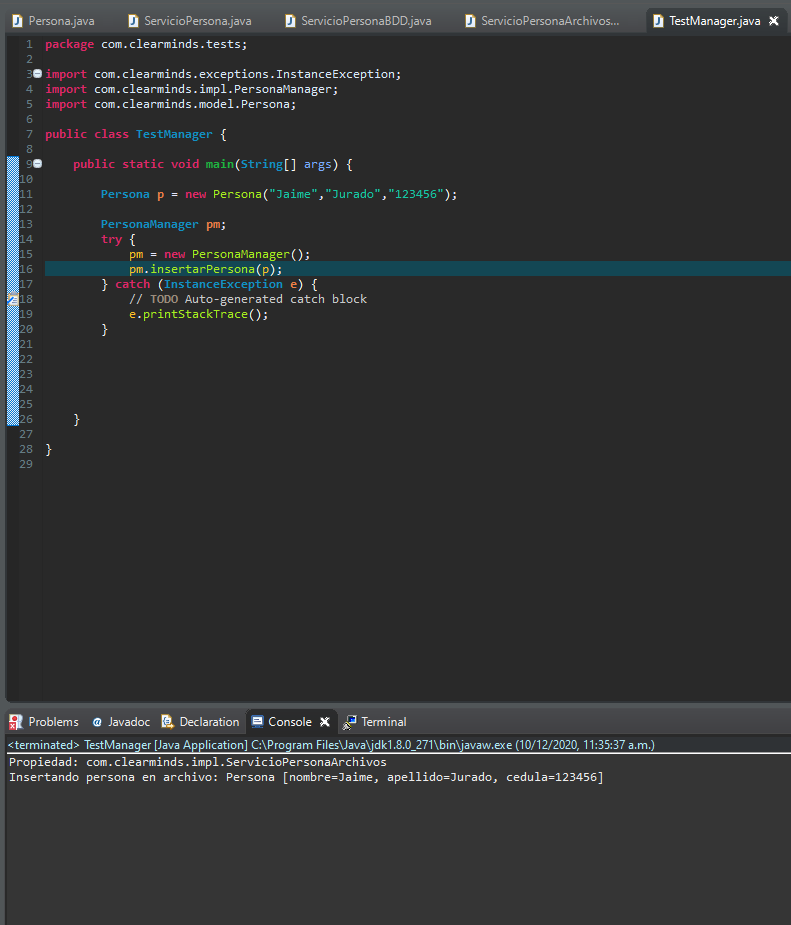 Persona.java ServicioPersona.java ServicioPersonaBDD.java ServicioPersonaArchivos... TestManager.java
1 package com.clearminds.tests;
2
3 import com.clearminds.exceptions.InstanceException;
4 import com.clearminds.impl.PersonaManager;
5 import com.clearminds.model.Persona;
6
7 public class TestManager {
8
9 public static void main(String[] args) {
10
11 Persona p = new Persona("Jaime","Jurado","123456");
12
13 PersonaManager pm;
14 try {
15 pm = new PersonaManager();
16 pm.insertarPersona(p);
17 } catch (InstanceException e) {
18 // TODO Auto-generated catch block
19 e.printStackTrace();
20 }
21
22
23
24
25
26 }
27
28 }
29
Problems Javadoc Declaration Console Terminal
<terminated> TestManager [Java Application] C:\Program Files\Java\jdk1.8.0_271\bin\javaw.exe (10/12/2020, 11:35:37 a.m.)
Propiedad: com.clearminds.impl.ServicioPersonaArchivos
Insertando persona en archivo: Persona [nombre=Jaime, apellido=Jurado, cedula=123456]